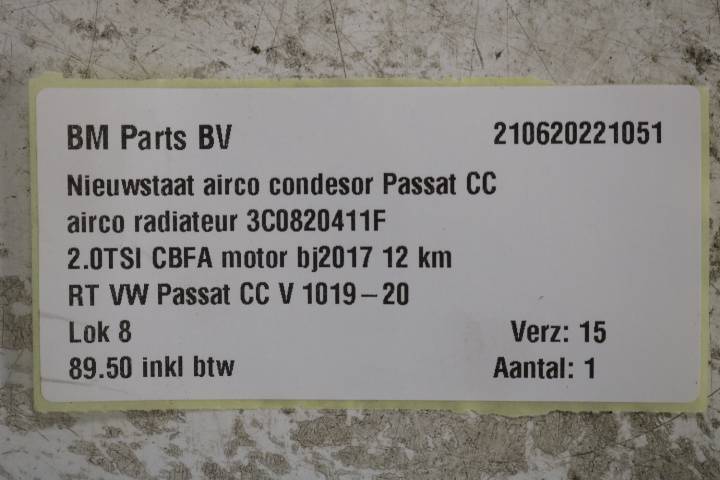 BM Parts BV 210620221051
Nieuwstaat airco condesor Passat CC
airco radiateur 3C0820411F
2.0TSI CBFA motor bj2017 12 km
RT VW Passat CC V 1019-20
Lok 8 Verz: 15
89.50 inkl btw Aantal: 1